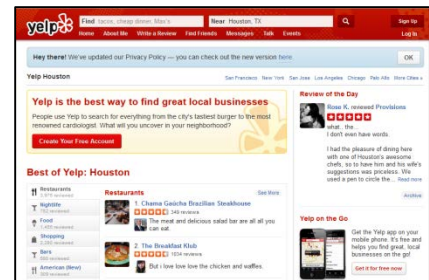 yelp
Find tacos, cheap dinner, Max's
Near Houston, TX
Sign Up
Home About Me Write a Review Find Friends Messages Talk Events
Log In
Hey there! We've updated our Privacy Policy — you can check out the new version here.
OK
Yelp Houston
San Francisco New York San Jose Los Angeles Chicago Palo Alto More Cities »
Yelp is the best way to find great local businesses
People use Yelp to search for everything from the city's tastiest burger to the most
renowned cardiologist. What will you uncover in your neighborhood?
Create Your Free Account
Best of Yelp: Houston
Restaurants
Nightlife
Food
Shopping
Bars
American (New)
Restaurants
See More
1. Chama Gaúcha Brazilian Steakhouse
348 reviews
The meat and delicious salad bar are all all you
can eat.
2. The Breakfast Klub
But i love love love the chicken and waffles.
Review of the Day
Rose K. reviewed Provisions
what.. the...
I don't even have words.
I had the pleasure of dining here
with one of Houston's awesome
chefs, so to have him and his wife's
suggestions was priceless. We
used a pen to circle the... Read more
Archive
Yelp on the Go
Get the Yelp app on your
mobile phone. It's free and
helps you find great, local
businesses on the go!
Get it for free now